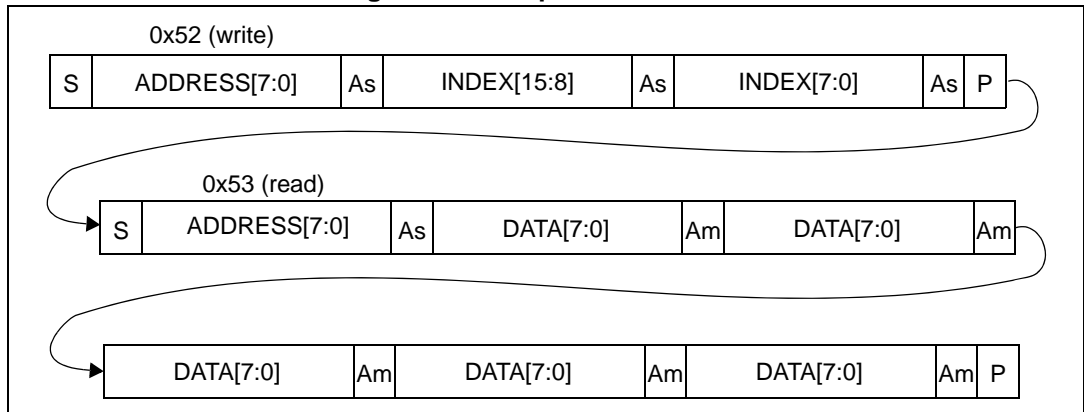 0x52 (write)
S ADDRESS[7:0] As INDEX[15:8] As INDEX[7:0] As P
0x53 (read)
S ADDRESS[7:0] As DATA[7:0] Am DATA[7:0] Am
DATA[7:0] Am DATA[7:0] Am DATA[7:0] Am P